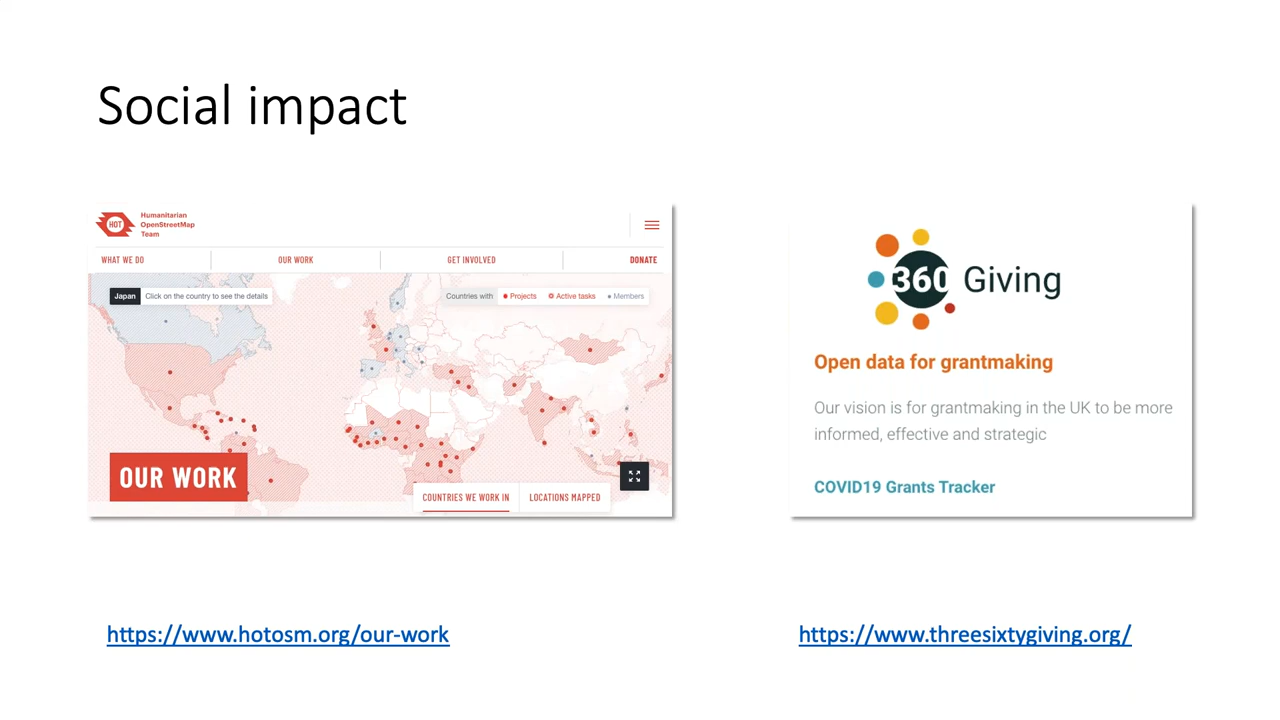 Social impact
HOT
Humanitarian
OpenStreetMap
Team
WHAT WE DO
OUR WORK
GET INVOLVED
DONATE
Japan Click on the country to see the details
Countries with Projects Active tasks Members
OUR WORK
COUNTRIES WE WORK IN
LOCATIONS MAPPED
360 Giving
Open data for grantmaking
Our vision is for grantmaking in the UK to be more
informed, effective and strategic
COVID19 Grants Tracker
https://www.hotosm.org/our-work
https://www.threesixtygiving.org/